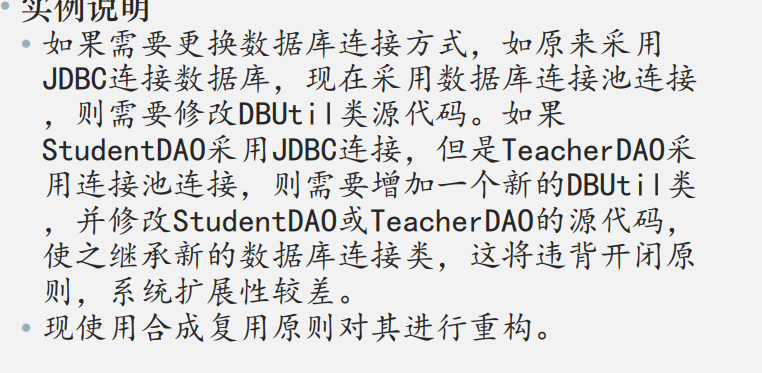 实例说明
如果需要更换数据库连接方式，如原来采用
JDBC连接数据库，现在采用数据库连接池连接
，则需要修改DBUtil类源代码。如果
StudentDAO采用JDBC连接，但是TeacherDAO采
用连接池连接，则需要增加一个新的DBUtil类
，并修改StudentDAO或TeacherDAO的源代码，
使之继承新的数据库连接类，这将违背开闭原
则，系统扩展性较差。
现使用合成复用原则对其进行重构。